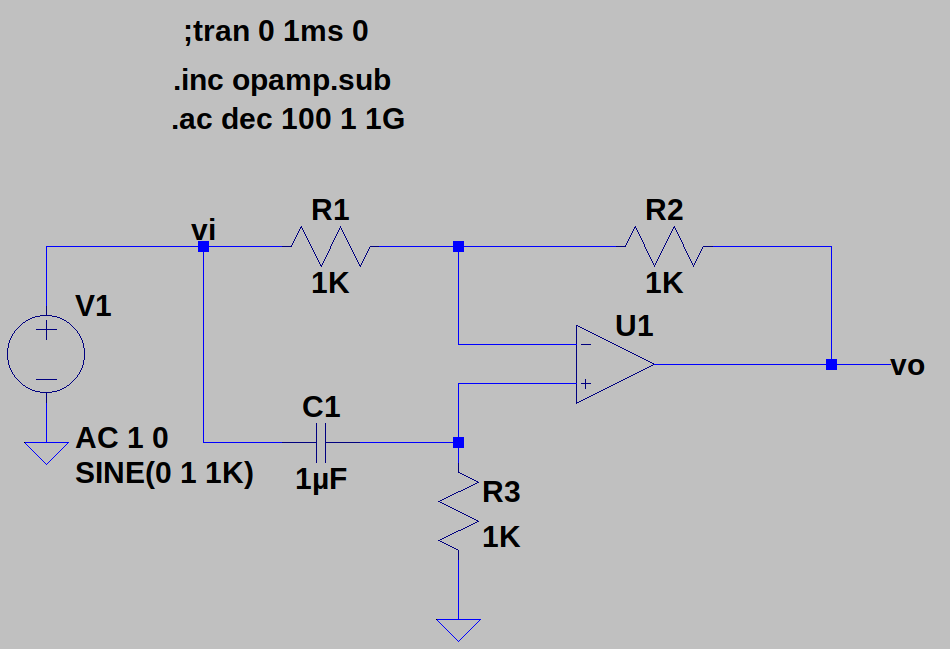 ;tran 0 1ms 0
.inc opamp.sub
.ac dec 100 1 1G
vi
R1
1K
R2
1K
V1
U1
vo
C1
1µF
AC 1 0
SINE(0 1 1K)
R3
1K